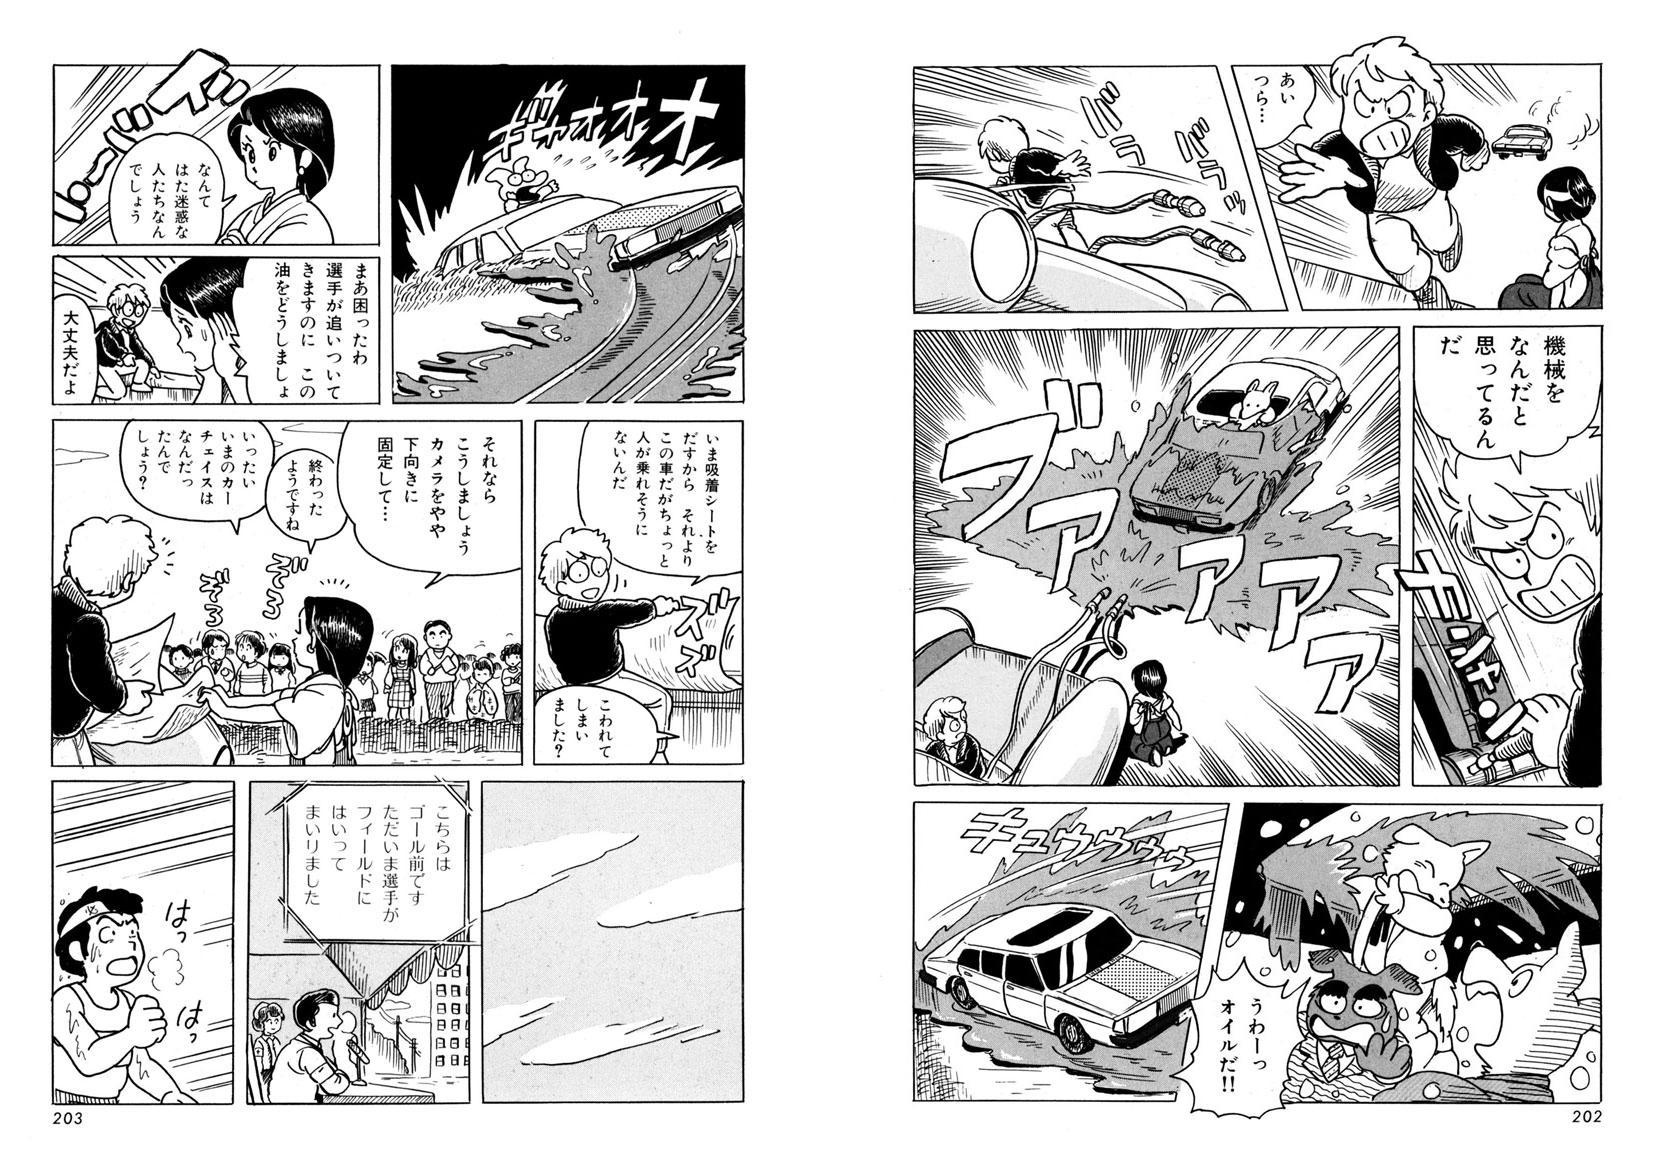 あい
つら…
バラ
バラッ
機械を
なんだと
思ってるん
だ
ガシャン
ブァァァァ
うわーっ
オイルだ!!
キュウゥゥゥゥ
202
ギャオオオ
なんて
はた迷惑な
人たちなん
でしょう
まあ困ったわ
選手が追いついて
きますのに この
油をどうしましょ
大丈夫だよ
いま吸着シートを
だすから それより
この車だがちょっと
人が乗れそうに
ないんだ
ズズ
こわれて
しまい
ました?
それなら
こうしましょう
カメラをやや
下向きに
固定して…
終わった
ようですね
いったい
いまのカー
チェイスは
なんだっ
たんで
しょう?
ぞろ
ぞろ
こちらは
ゴール前です
ただいま選手が
フィールドに
はいって
まいりました
必
はっ
はっ
203